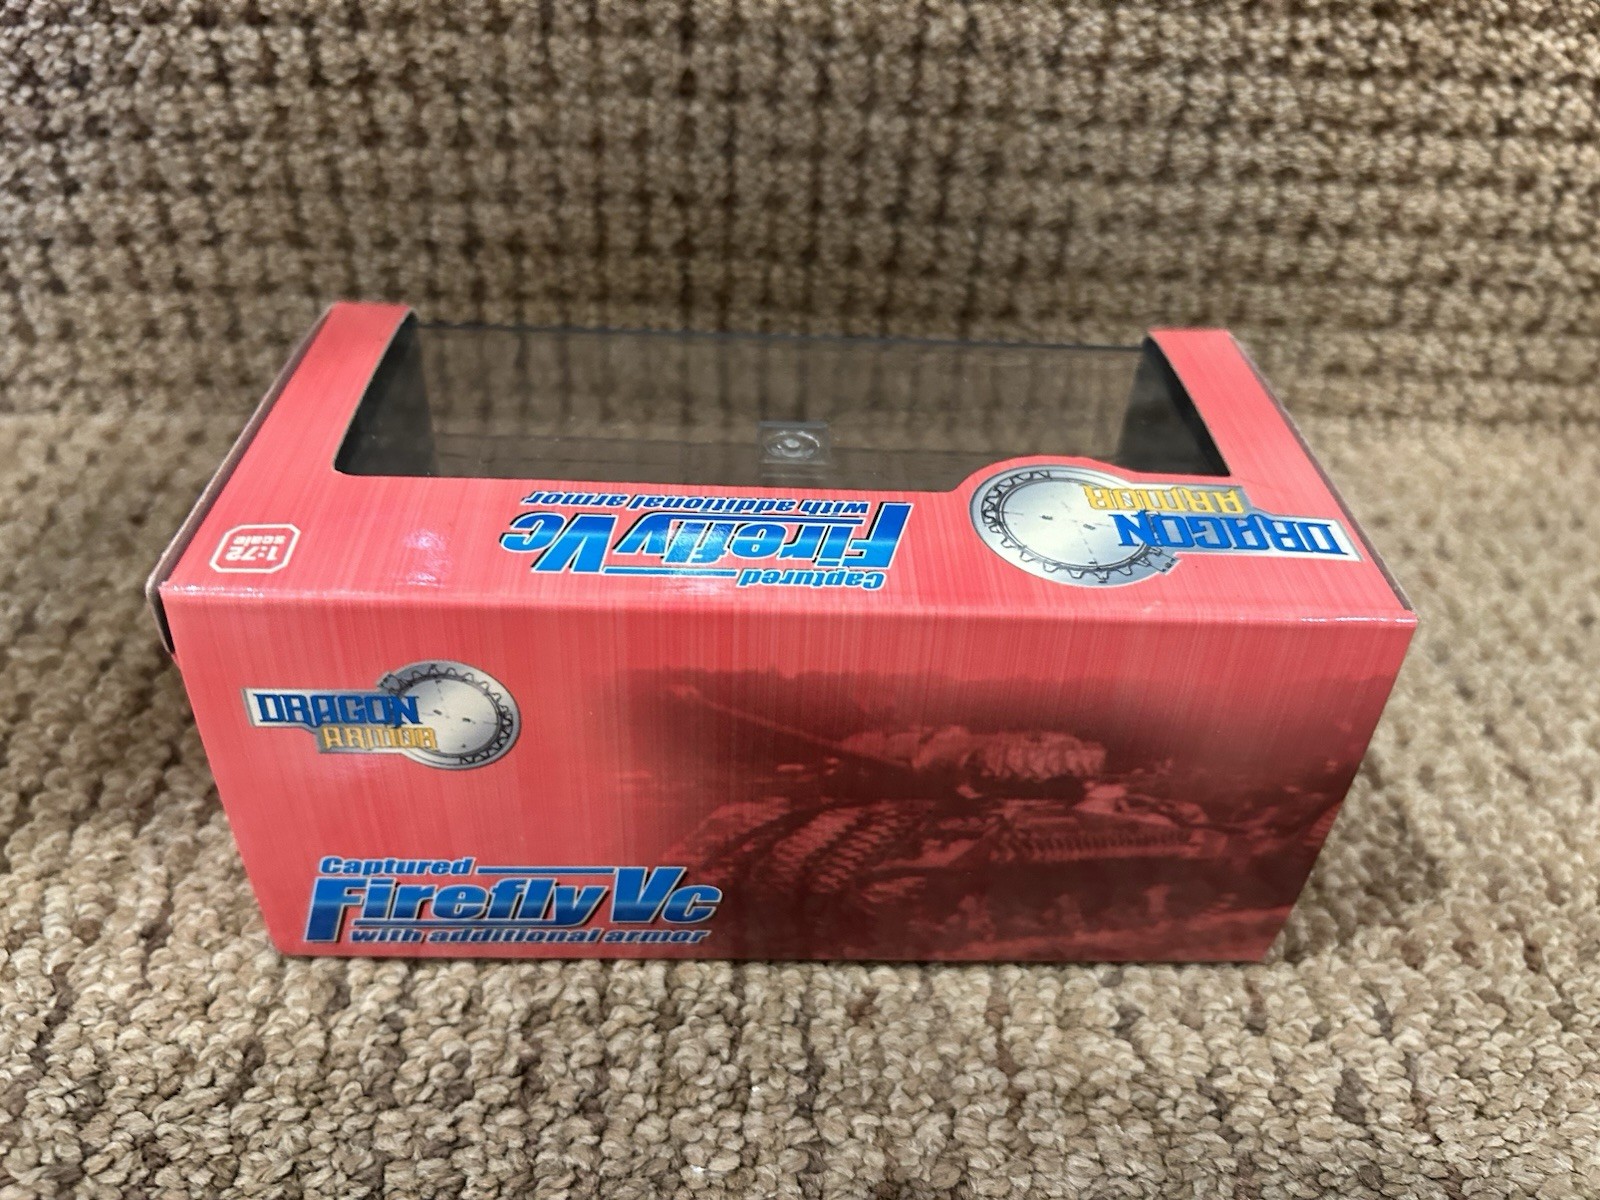 DRAGON
ARMOR
Captured
Firefly Vc
with additional armor
1:72
scale
DRAGON
ARMOR
Captured
Firefly Vc
with additional armor